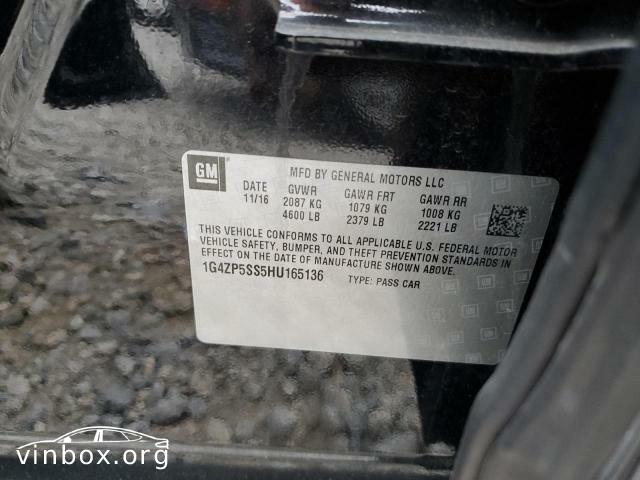 GM
MFD BY GENERAL MOTORS LLC
DATE GVWR GAWR FRT GAWR RR
11/16 2087 KG 1079 KG 1008 KG
4600 LB 2379 LB 2221 LB
THIS VEHICLE CONFORMS TO ALL APPLICABLE U.S. FEDERAL MOTOR
VEHICLE SAFETY, BUMPER, AND THEFT PREVENTION STANDARDS IN
EFFECT ON THE DATE OF MANUFACTURE SHOWN ABOVE.
1G4ZP5SS5HU165136 TYPE: PASS CAR
vinbox.org